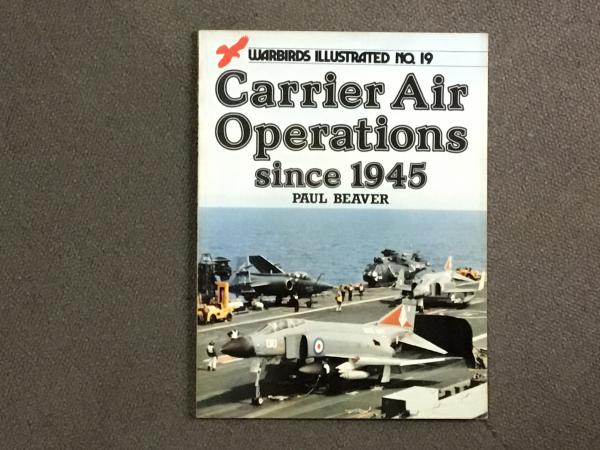 WARBIRDS ILLUSTRATED NO. 19
Carrier Air
Operations
since 1945
PAUL BEAVER